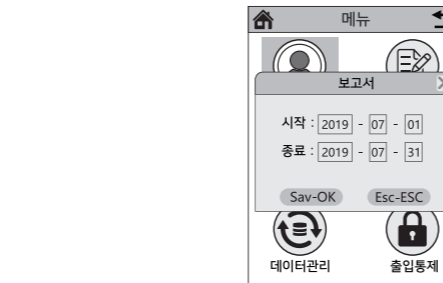 메뉴
보고서
시작 : 2019 - 07 - 01
종료 : 2019 - 07 - 31
Sav-OK Esc-ESC
데이터관리 출입통제